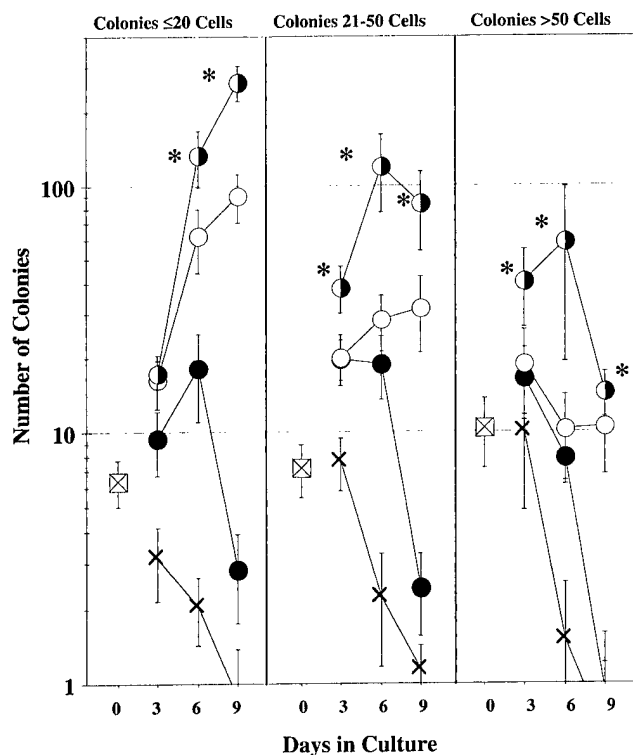 Colonies ≤20 Cells
Colonies 21-50 Cells
Colonies >50 Cells
Number of Colonies
100
10
1
*
*
*
*
*
*
*
*
0 3 6 9
0 3 6 9
0 3 6 9
Days in Culture